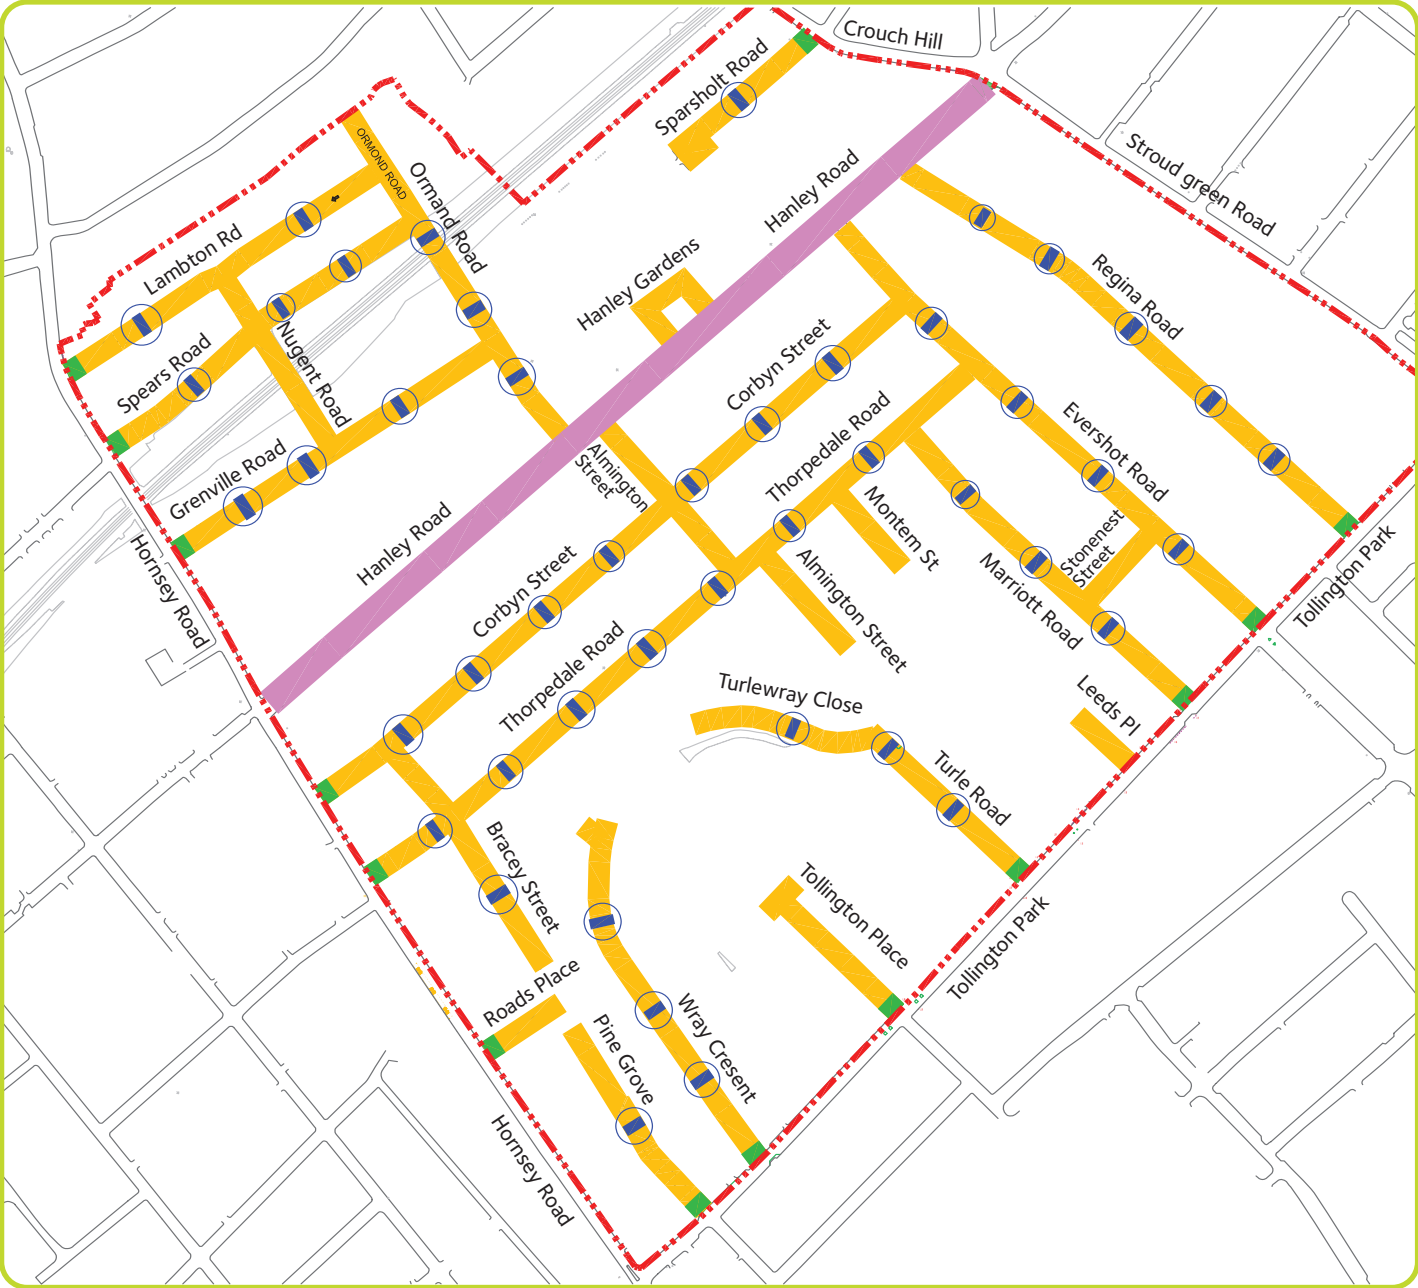 Crouch Hill
Sparsholt Road
Stroud green Road
ORMOND ROAD
Ormand Road
Hanley Road
Lambton Rd
Hanley Gardens
Regina Road
Spears Road
Nugent Road
Corbyn Street
Thorpedale Road
Evershot Road
Grenville Road
Almington
Street
Hanley Road
Montem St
Stonenest
Street
Hornsey Road
Corbyn Street
Almington Street
Marriott Road
Tollington Park
Thorpedale Road
Turlewray Close
Leeds Pl
Turle Road
Bracey Street
Tollington Place
Tollington Park
Roads Place
Pine Grove
Wray Cresent
Hornsey Road